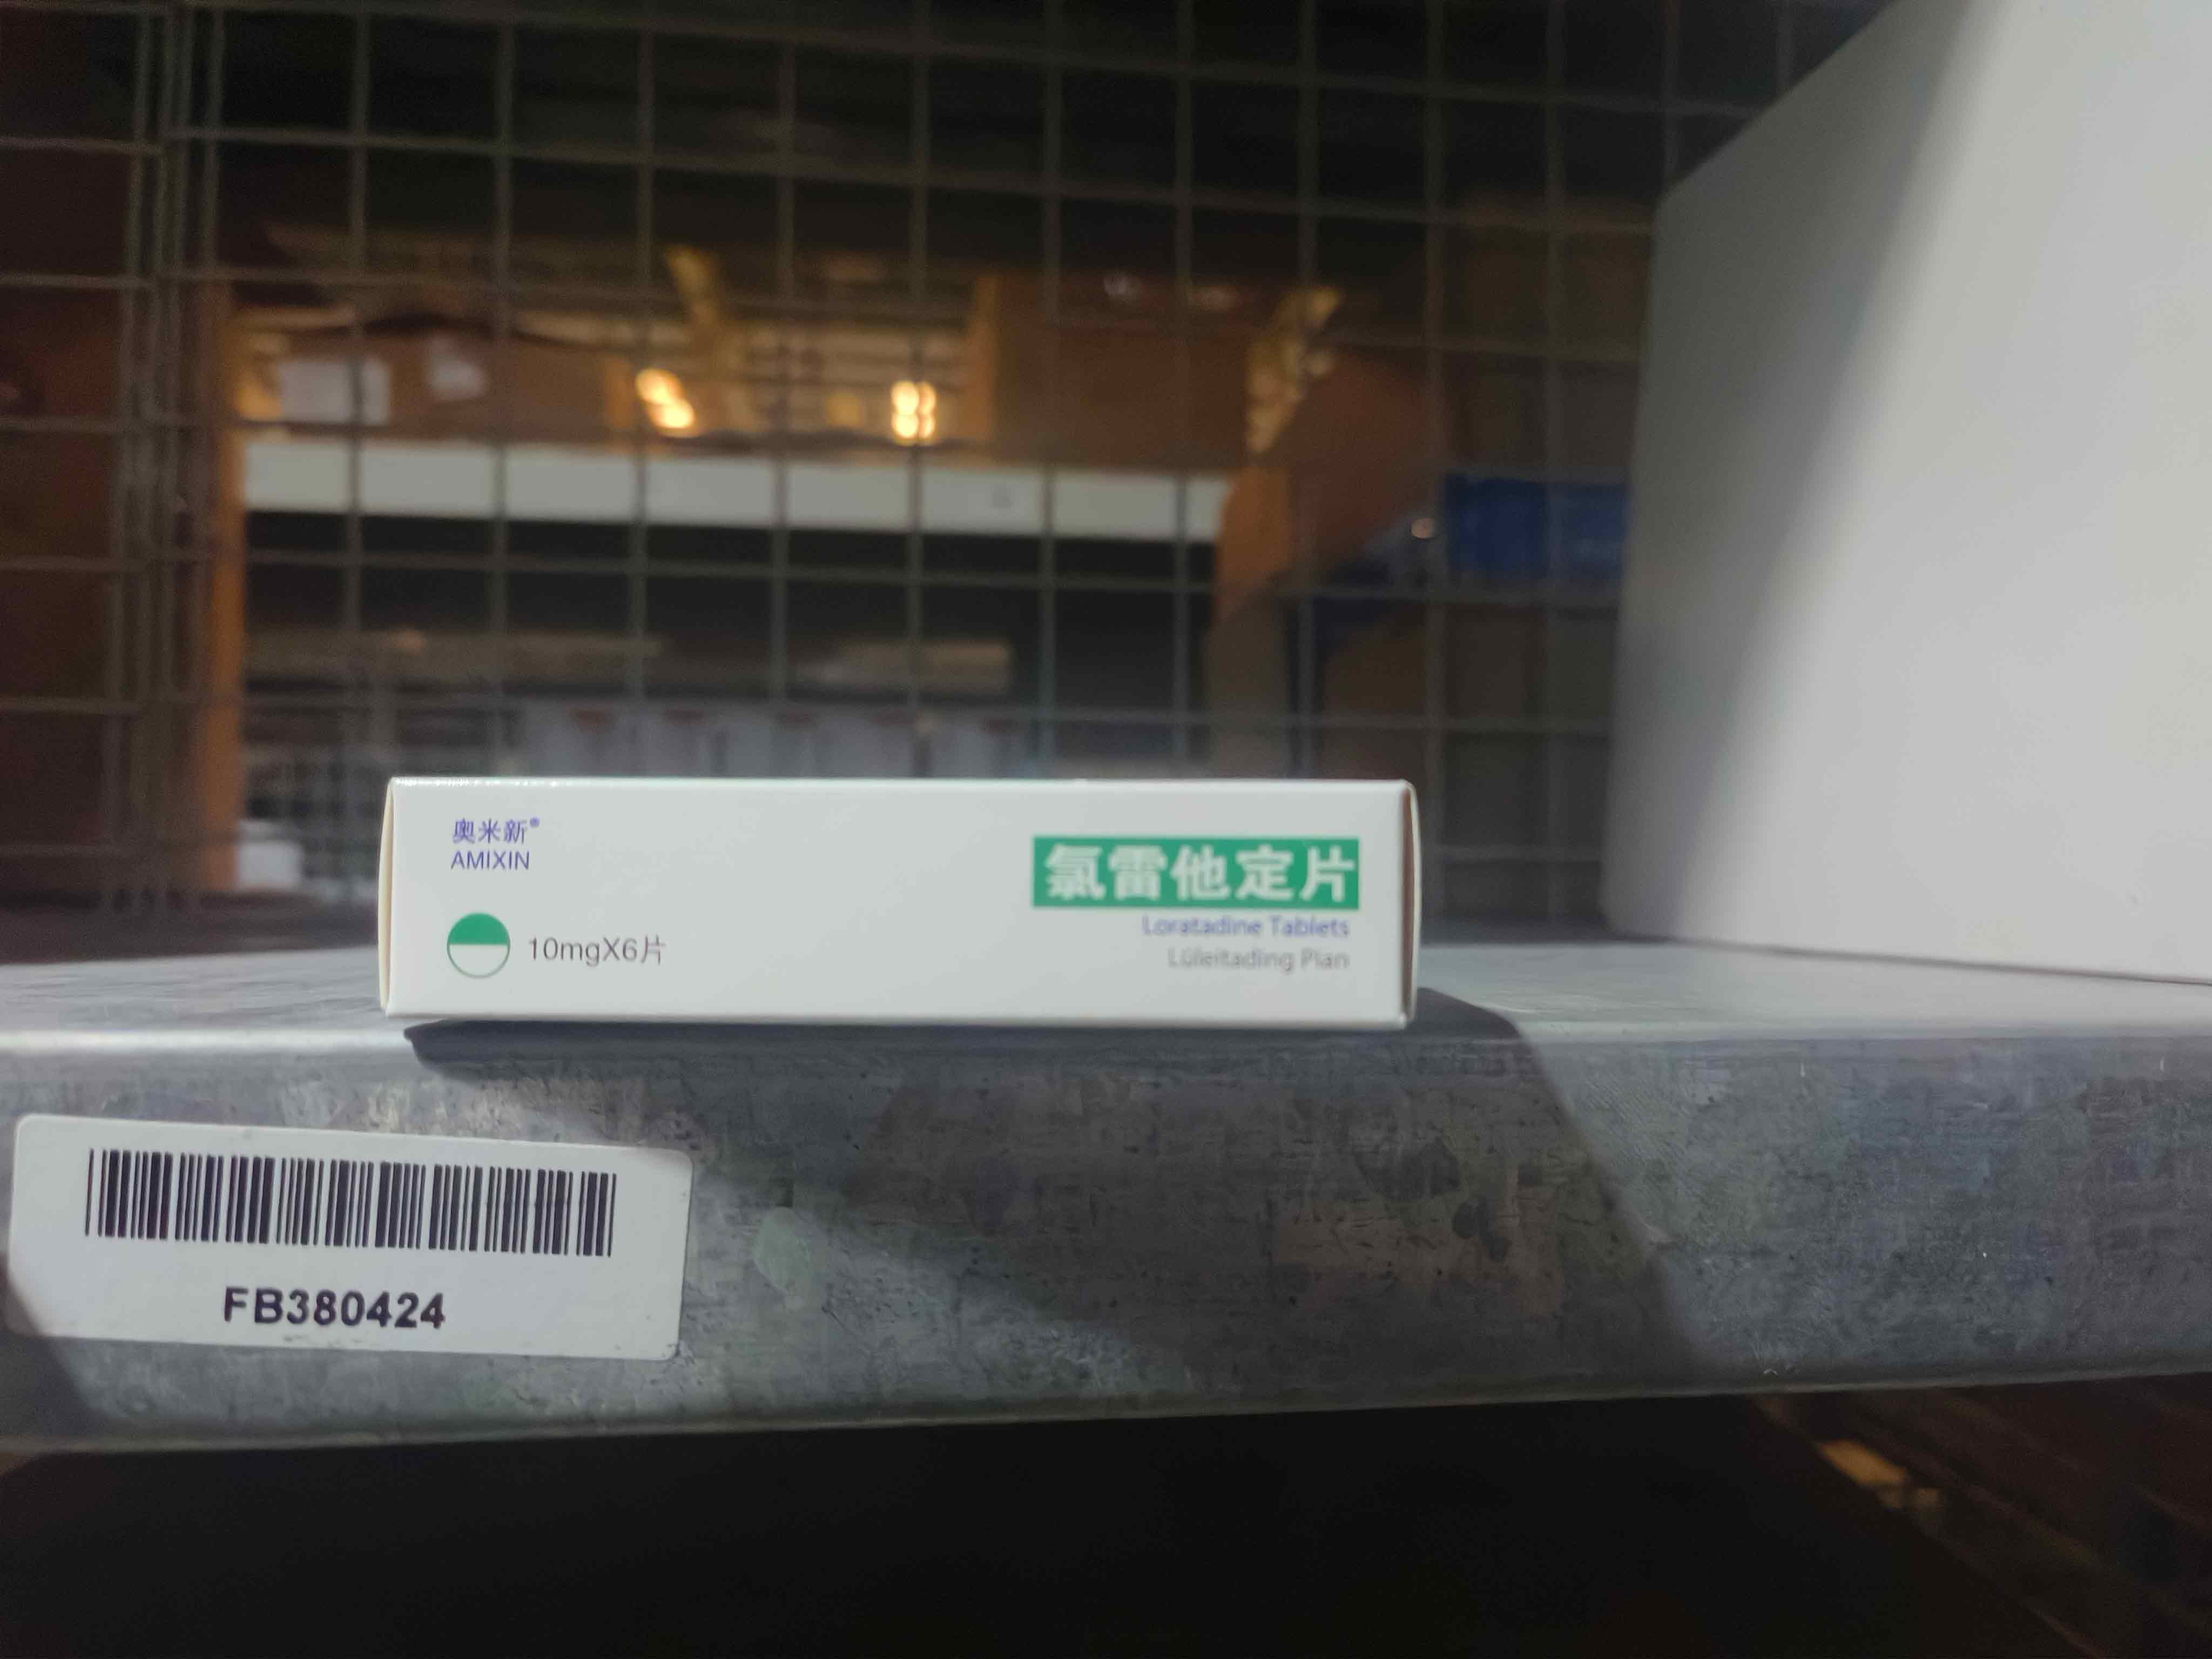 奥米新®
AMIXIN
10mgX6片
氯雷他定片
Loratadine Tablets
Lüleitading Pian
FB380424